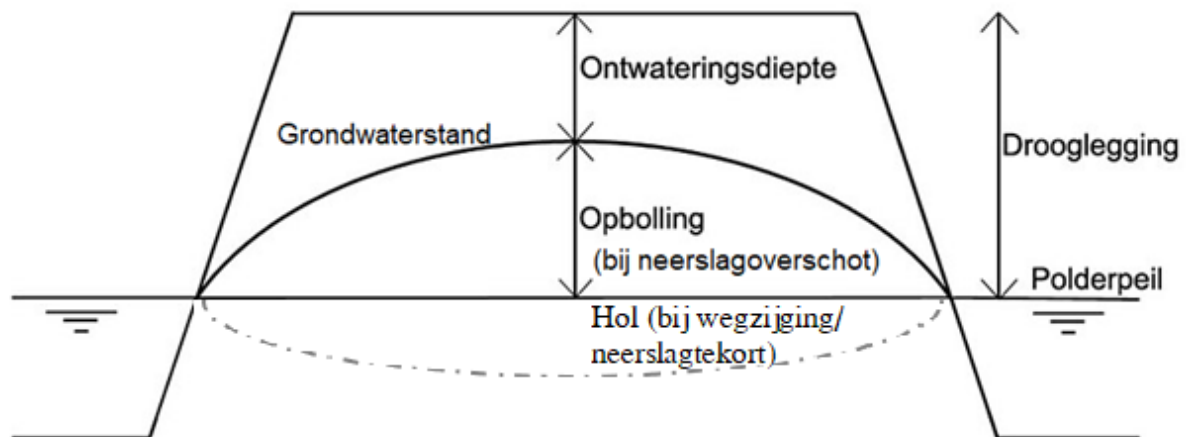 Ontwateringsdiepte
Grondwaterstand
Drooglegging
Opbolling
(bij neerslagoverschot)
Polderpeil
Hol (bij wegzijging/
neerslagtekort)